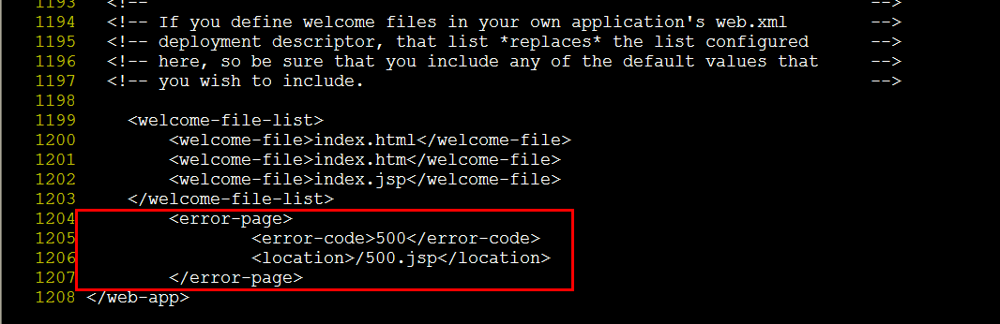 1193   <!--                                                                       -->
1194   <!-- If you define welcome files in your own application's web.xml        -->
1195   <!-- deployment descriptor, that list *replaces* the list configured      -->
1196   <!-- here, so be sure that you include any of the default values that     -->
1197   <!-- you wish to include.                                                  -->
1198
1199     <welcome-file-list>
1200         <welcome-file>index.html</welcome-file>
1201         <welcome-file>index.htm</welcome-file>
1202         <welcome-file>index.jsp</welcome-file>
1203     </welcome-file-list>
1204         <error-page>
1205                 <error-code>500</error-code>
1206                 <location>/500.jsp</location>
1207         </error-page>
1208 </web-app>